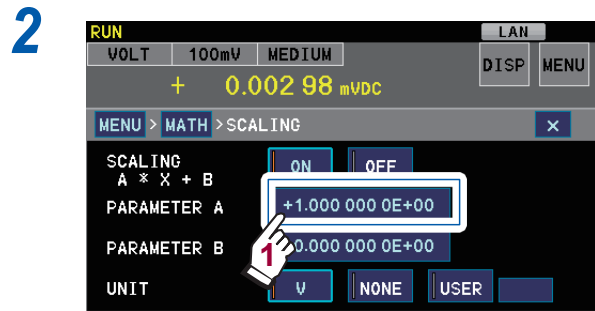 2
RUN LAN
VOLT 100mV MEDIUM DISP MENU
+ 0.002 98 mVDC
MENU > MATH > SCALING ×
SCALING ON OFF
A * X + B
PARAMETER A +1.000 000 0E+00
PARAMETER B 0.000 000 0E+00
1
UNIT V NONE USER